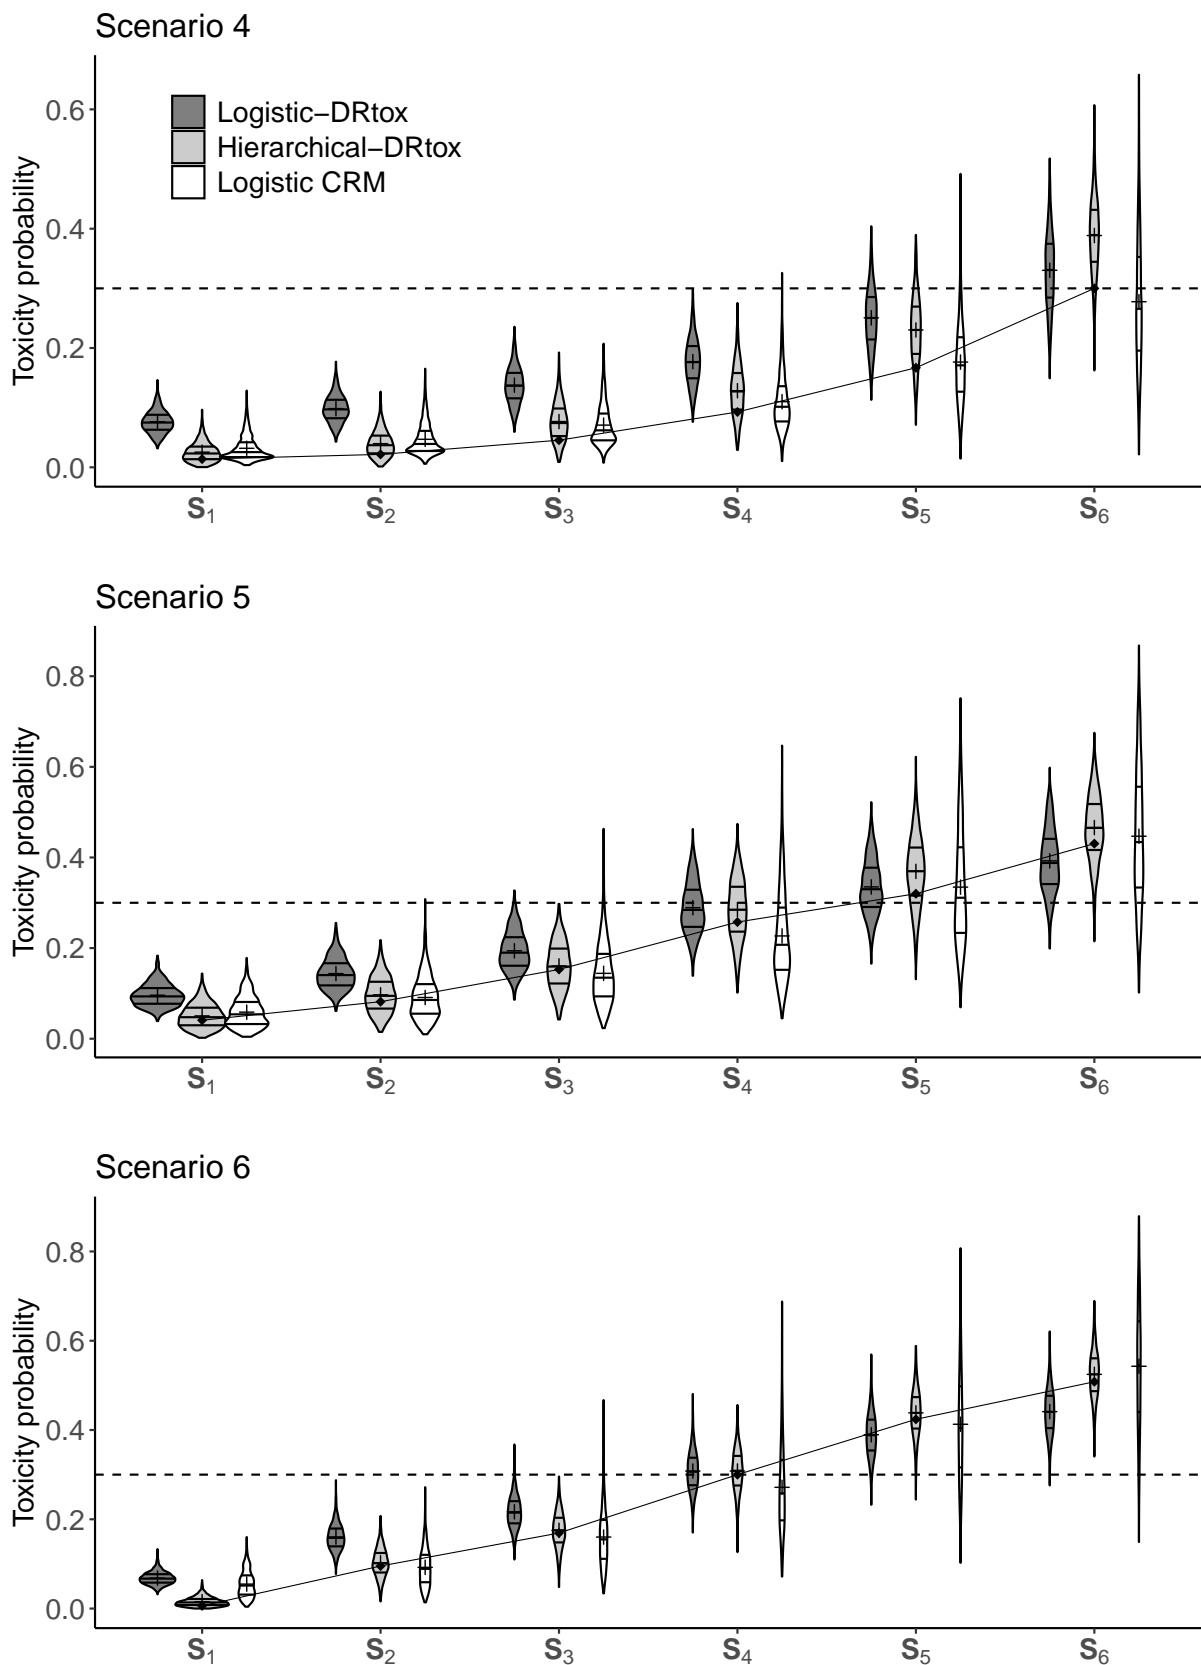 Scenario 4
Toxicity probability
0.6
0.4
0.2
0.0
Logistic−DRtox
Hierarchical−DRtox
Logistic CRM
S1 S2 S3 S4 S5 S6
Scenario 5
Toxicity probability
0.8
0.6
0.4
0.2
0.0
S1 S2 S3 S4 S5 S6
Scenario 6
Toxicity probability
0.8
0.6
0.4
0.2
0.0
S1 S2 S3 S4 S5 S6